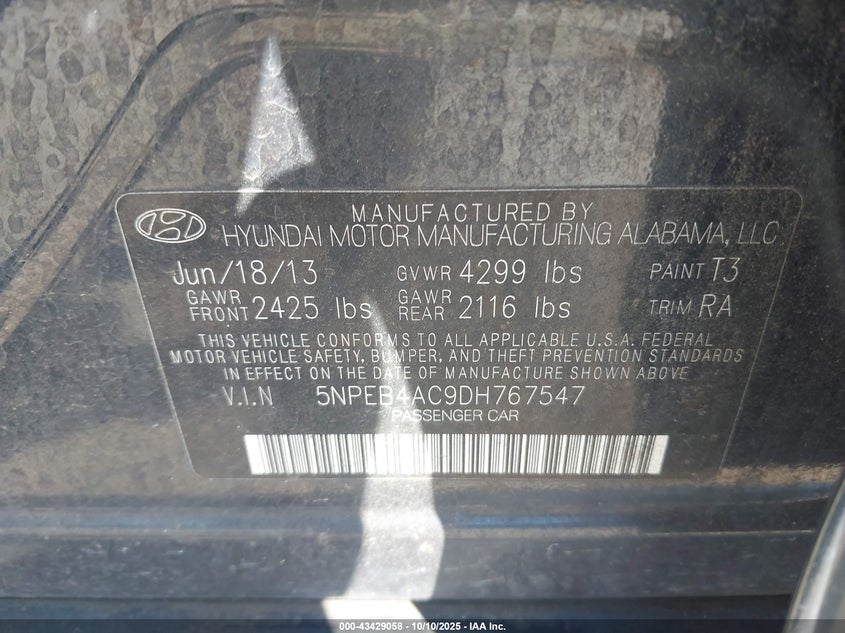 MANUFACTURED BY
HYUNDAI MOTOR MANUFACTURING ALABAMA, LLC
Jun/18/13 GVWR 4299 lbs PAINT T3
GAWR FRONT 2425 lbs GAWR REAR 2116 lbs TRIM RA
THIS VEHICLE CONFORMS TO ALL APPLICABLE U.S.A. FEDERAL
MOTOR VEHICLE SAFETY, BUMPER, AND THEFT PREVENTION STANDARDS
IN EFFECT ON THE DATE OF MANUFACTURE SHOWN ABOVE
V.I.N 5NPEB4AC9DH767547
PASSENGER CAR
000-43429058 - 10/10/2025 - IAA Inc.